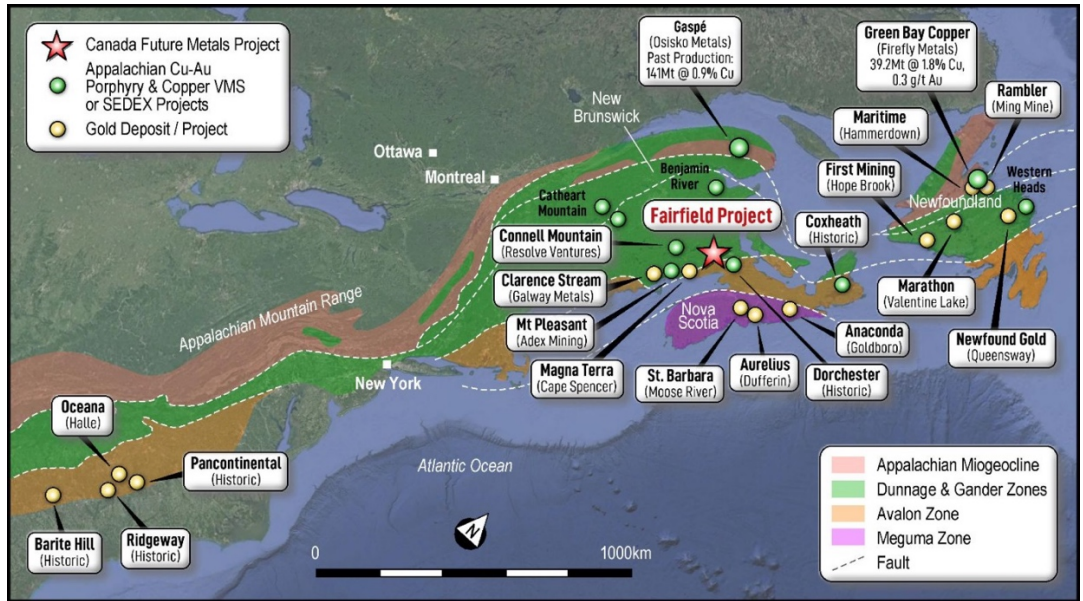 Canada Future Metals Project
Appalachian Cu-Au
Porphyry & Copper VMS
or SEDEX Projects
Gold Deposit / Project
Gaspé
(Osisko Metals)
Past Production:
141Mt @ 0.9% Cu
Green Bay Copper
(Firefly Metals)
39.2Mt @ 1.8% Cu,
0.3 g/t Au
Rambler
(Ming Mine)
Maritime
(Hammerdown)
First Mining
(Hope Brook)
Western
Heads
Newfoundland
New
Brunswick
Ottawa
Montreal
Benjamin
River
Cathcart
Mountain
Fairfield Project
Coxheath
(Historic)
Connell Mountain
(Resolve Ventures)
Clarence Stream
(Galway Metals)
Mt Pleasant
(Adex Mining)
Magna Terra
(Cape Spencer)
Nova
Scotia
St. Barbara
(Moose River)
Aurelius
(Dufferin)
Dorchester
(Historic)
Anaconda
(Goldboro)
Marathon
(Valentine Lake)
Newfound Gold
(Queensway)
Appalachian Mountain Range
New York
Oceana
(Halle)
Pancontinental
(Historic)
Barite Hill
(Historic)
Ridgeway
(Historic)
Atlantic Ocean
N
0
1000km
Appalachian Miogeocline
Dunnage & Gander Zones
Avalon Zone
Meguma Zone
Fault